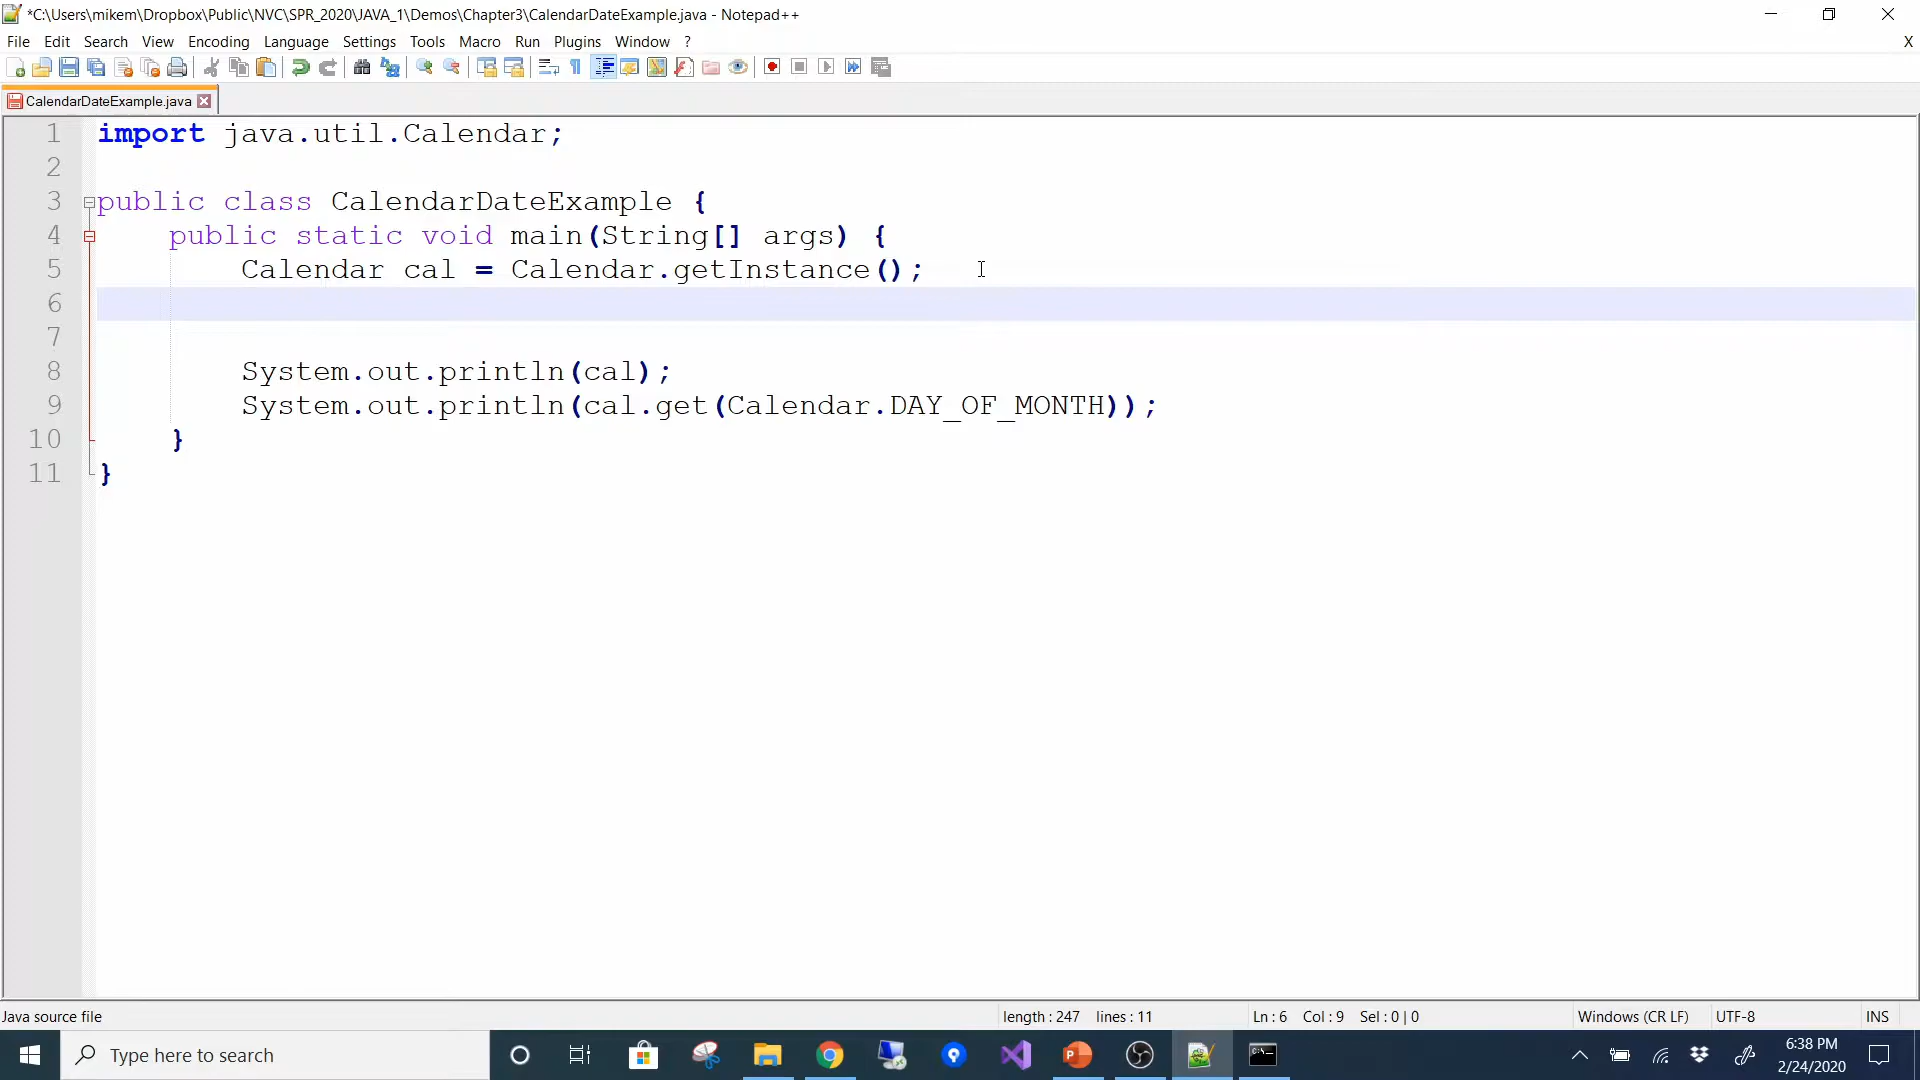 *C:\Users\mikem\Dropbox\Public\NVC\SPR_2020\JAVA_1\Demos\Chapter3\CalendarDateExample.java - Notepad++
File Edit Search View Encoding Language Settings Tools Macro Run Plugins Window ? X
CalendarDateExample.java
1 import java.util.Calendar;
2
3 public class CalendarDateExample {
4 public static void main(String[] args) {
5 Calendar cal = Calendar.getInstance();
6
7
8 System.out.println(cal);
9 System.out.println(cal.get(Calendar.DAY_OF_MONTH));
10 }
11 }
Java source file length : 247 lines : 11 Ln : 6 Col : 9 Sel : 0 | 0 Windows (CR LF) UTF-8 INS
Type here to search
6:38 PM
2/24/2020